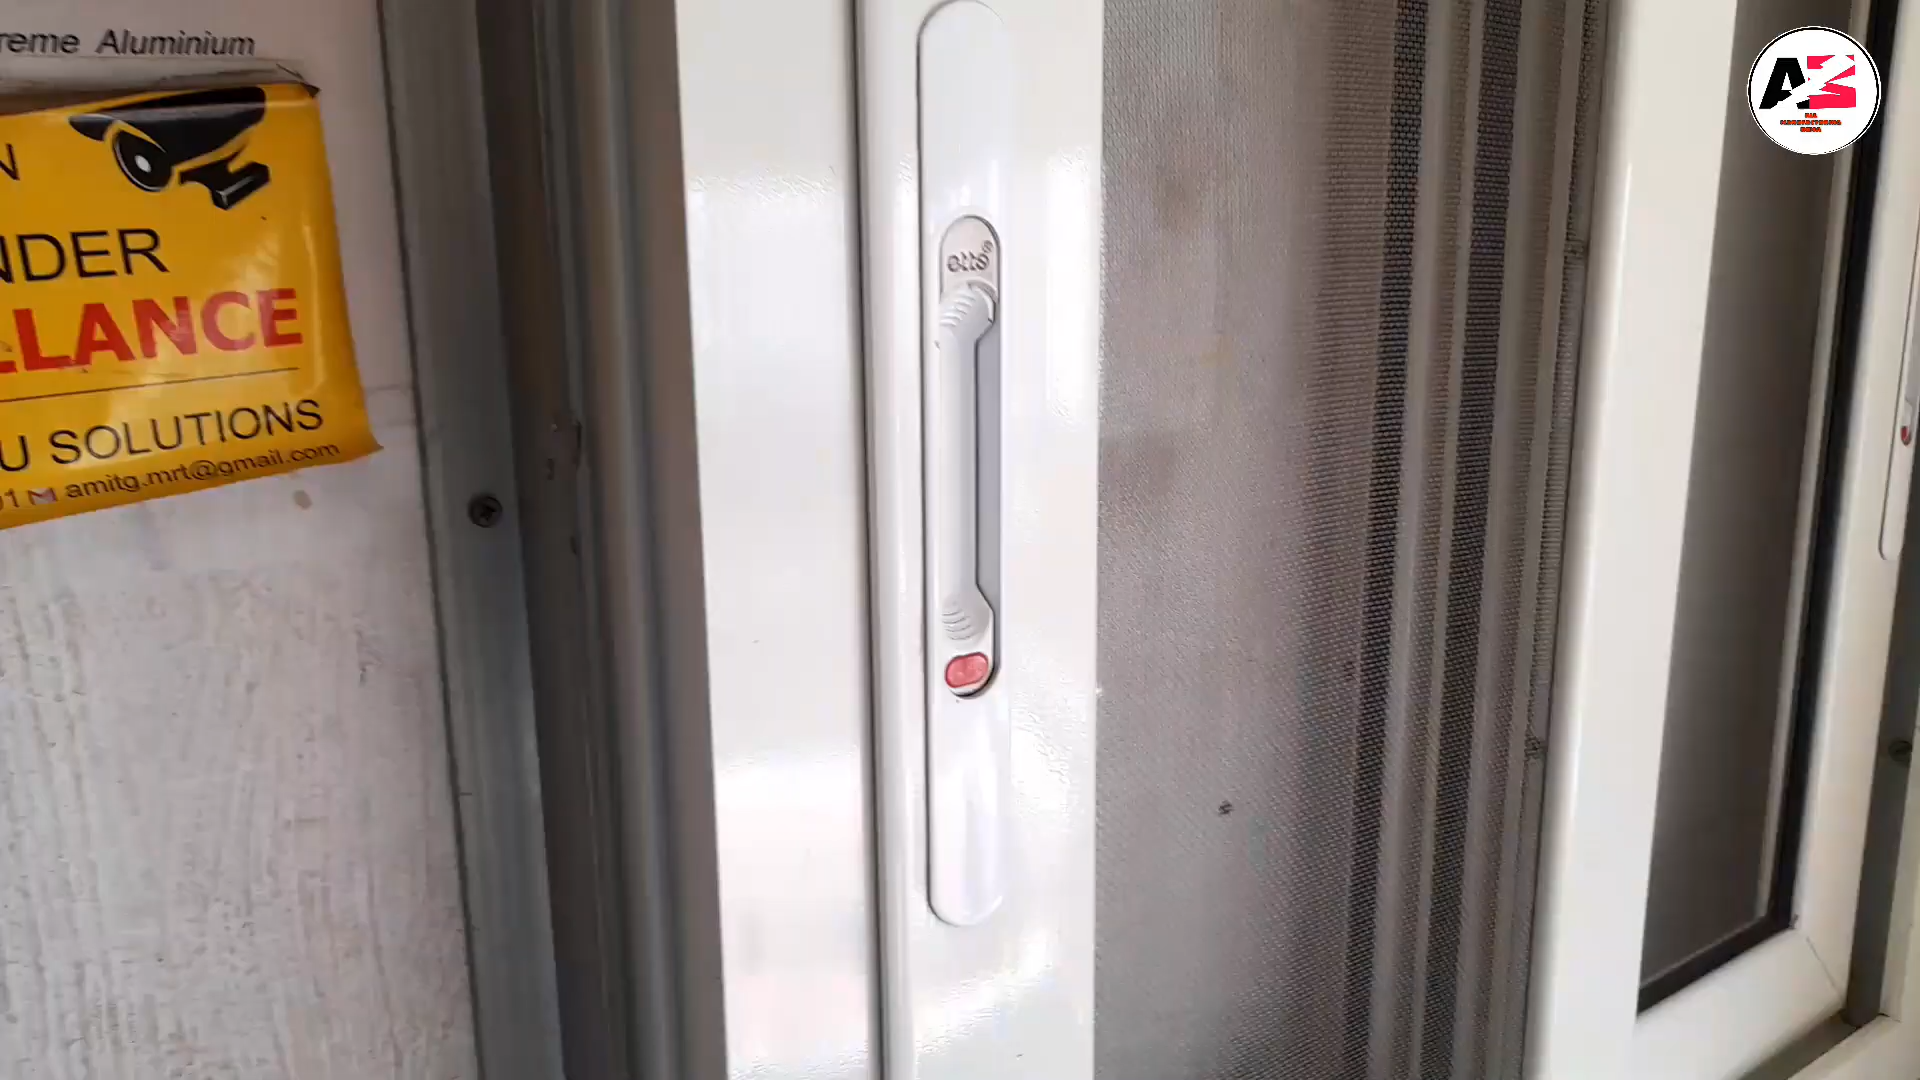 reme Aluminium
N
NDER
LLANCE
U SOLUTIONS
01 amitg.mrt@gmail.com
otto®